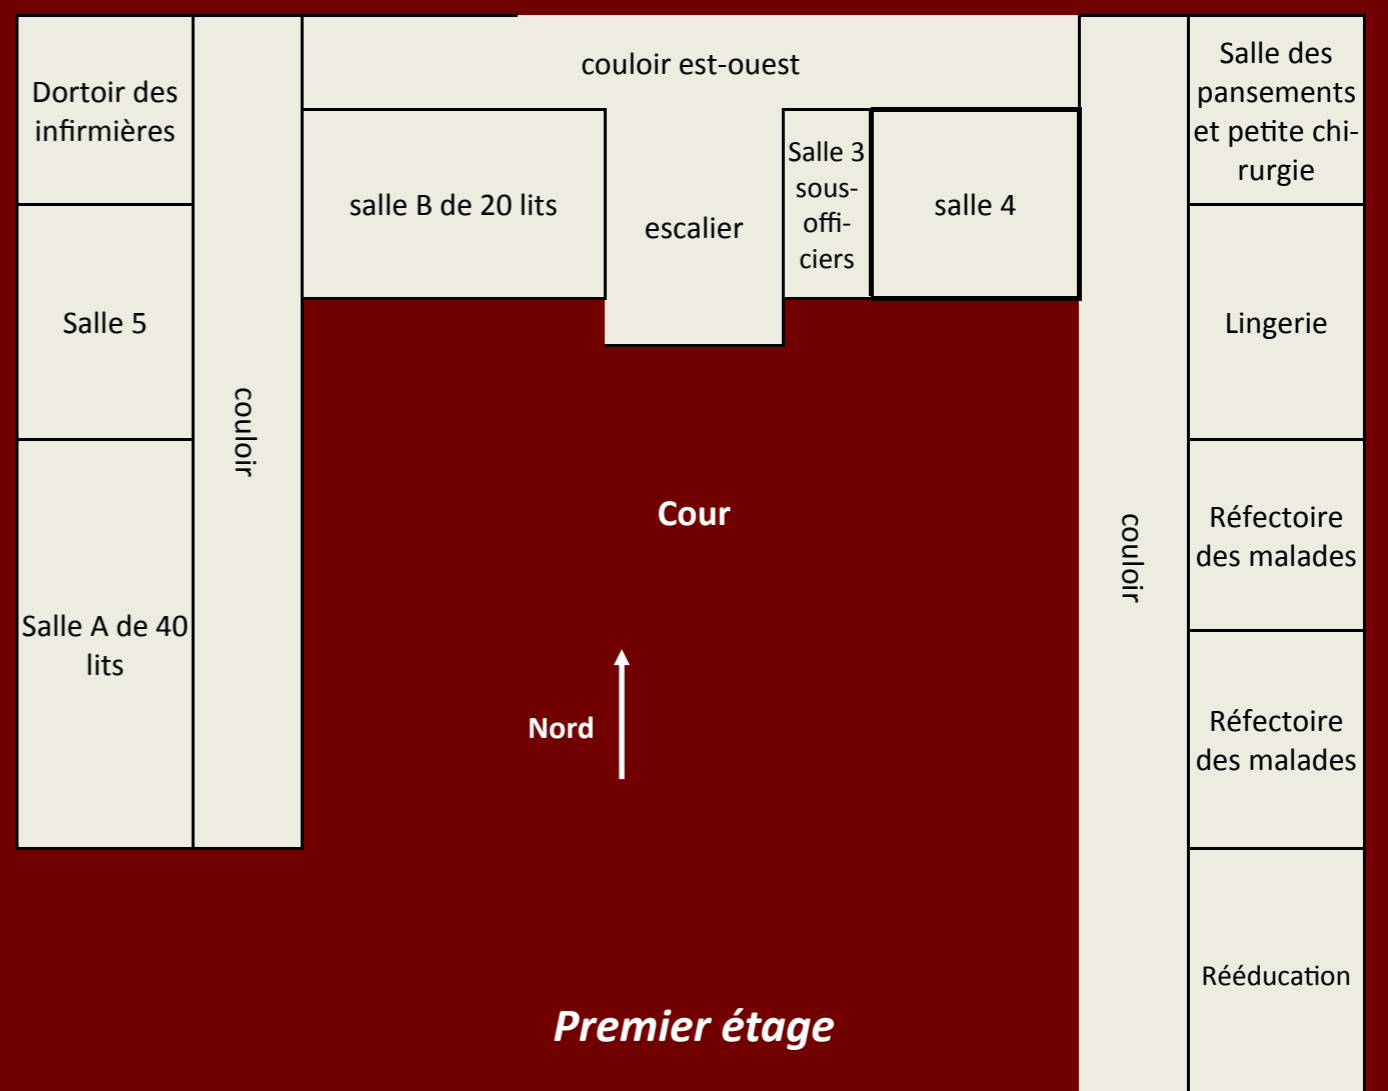 couloir est-ouest
Dortoir des
infirmières
salle B de 20 lits
escalier
Salle 3
sous-
offi-
ciers
salle 4
Salle des
pansements
et petite chi-
rurgie
Salle 5
Lingerie
couloir
Cour
couloir
Réfectoire
des malades
Salle A de 40
lits
Nord
Réfectoire
des malades
Rééducation
Premier étage